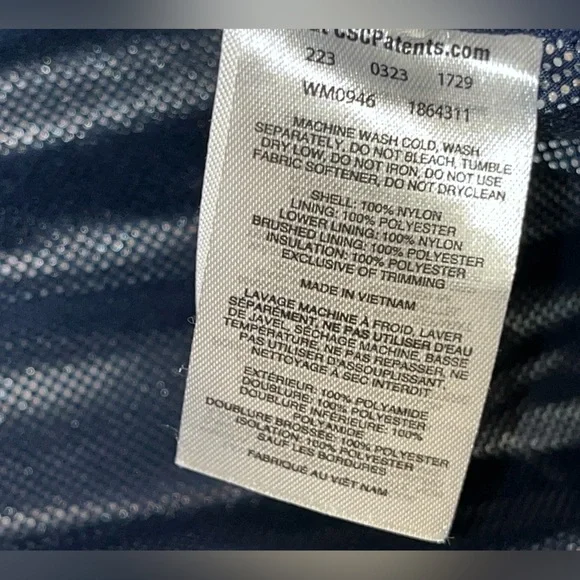 CSCPatents.com
223 0323 1729
WM0946 1864311
MACHINE WASH COLD, WASH
SEPARATELY, DO NOT BLEACH, TUMBLE
DRY LOW, DO NOT IRON, DO NOT USE
FABRIC SOFTENER, DO NOT DRYCLEAN
SHELL: 100% NYLON
LINING: 100% POLYESTER
LOWER LINING: 100% NYLON
BRUSHED LINING: 100% POLYESTER
INSULATION: 100% POLYESTER
EXCLUSIVE OF TRIMMING
MADE IN VIETNAM
LAVAGE MACHINE À FROID, LAVER
SÉPARÉMENT, NE PAS UTILISER D'EAU
DE JAVEL, SÉCHAGE MACHINE, BASSE
TEMPÉRATURE, NE PAS REPASSER, NE
PAS UTILISER D'ASSOUPLISSANT,
NETTOYAGE À SEC INTERDIT
EXTÉRIEUR: 100% POLYAMIDE
DOUBLURE: 100% POLYESTER
DOUBLURE INFÉRIEURE: 100%
POLYAMIDE
DOUBLURE BROSSÉE: 100% POLYESTER
ISOLATION: 100% POLYESTER
SAUF LES BORDURES
FABRIQUÉ AU VIET NAM